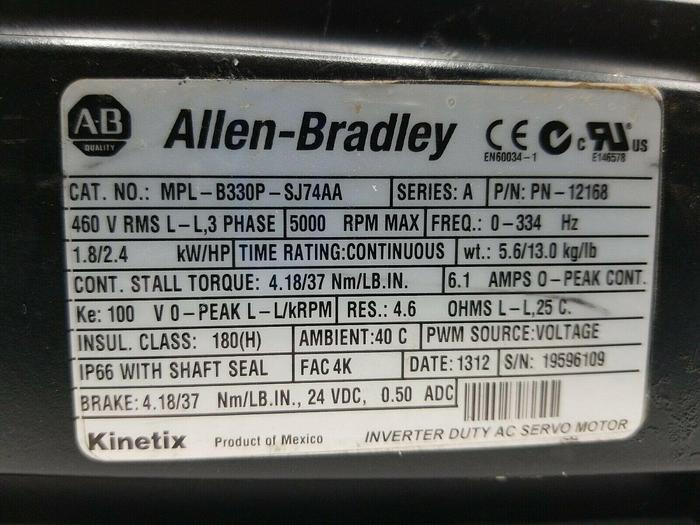 AB
QUALITY
Allen-Bradley
CE
EN60034-1
c RU US
E146578
CAT. NO.: MPL-B330P-SJ74AA SERIES: A P/N: PN-12168
460 V RMS L-L,3 PHASE 5000 RPM MAX FREQ.: 0-334 Hz
1.8/2.4 kW/HP TIME RATING:CONTINUOUS wt.: 5.6/13.0 kg/lb
CONT. STALL TORQUE: 4.18/37 Nm/LB.IN. 6.1 AMPS 0-PEAK CONT.
Ke: 100 V 0-PEAK L-L/kRPM RES.: 4.6 OHMS L-L,25 C.
INSUL. CLASS: 180(H) AMBIENT:40 C PWM SOURCE:VOLTAGE
IP66 WITH SHAFT SEAL FAC 4K DATE: 1312 S/N: 19596109
BRAKE: 4.18/37 Nm/LB.IN., 24 VDC, 0.50 ADC
Kinetix Product of Mexico INVERTER DUTY AC SERVO MOTOR